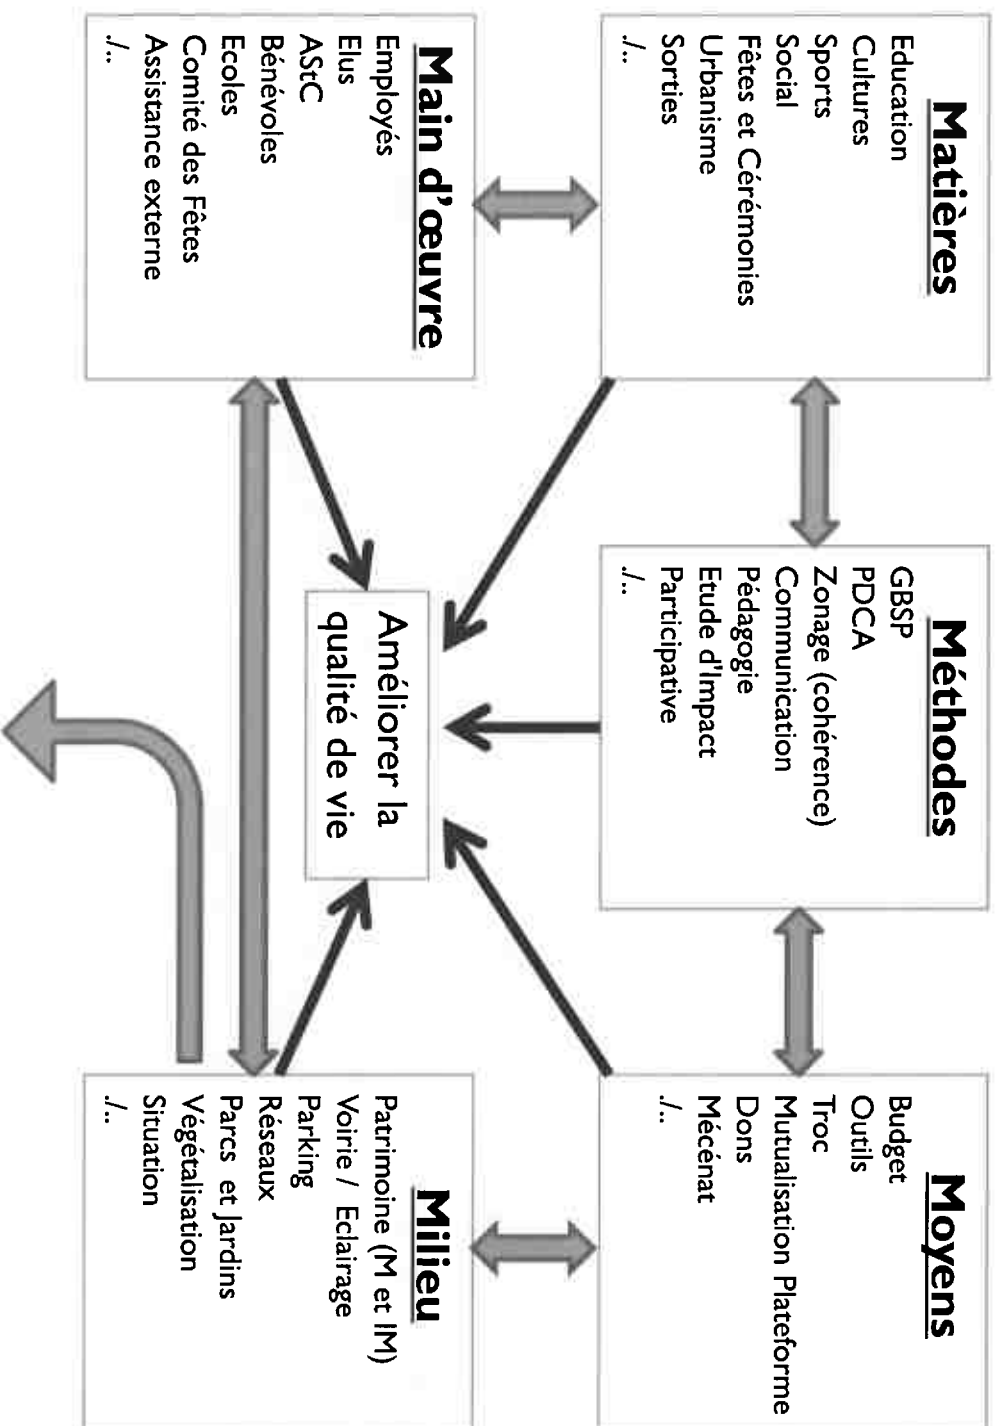 Matières
Education
Cultures
Sports
Social
Fêtes et Cérémonies
Urbanisme
Sorties
./..
Méthodes
GBSP
PDCA
Zonage (cohérence)
Communication
Pédagogie
Etude d'Impact
Participative
./..
Moyens
Budget
Outils
Troc
Mutualisation Plateforme
Dons
Mécénat
./..
Main d'œuvre
Employés
Elus
AStC
Bénévoles
Ecoles
Comité des Fêtes
Assistance externe
./..
Améliorer la
qualité de vie
Milieu
Patrimoine (M et IM)
Voirie / Eclairage
Parking
Réseaux
Parcs et Jardins
Végétalisation
Situation
./..